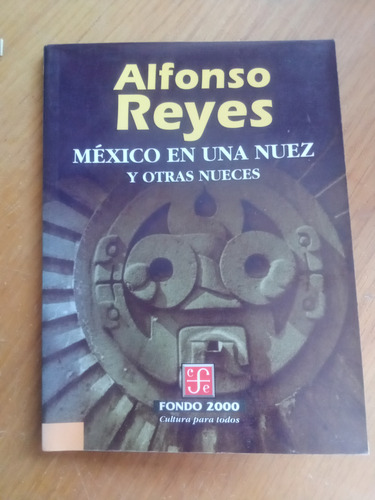 Alfonso
Reyes
MÉXICO EN UNA NUEZ
Y OTRAS NUECES
c f e
FONDO 2000
Cultura para todos